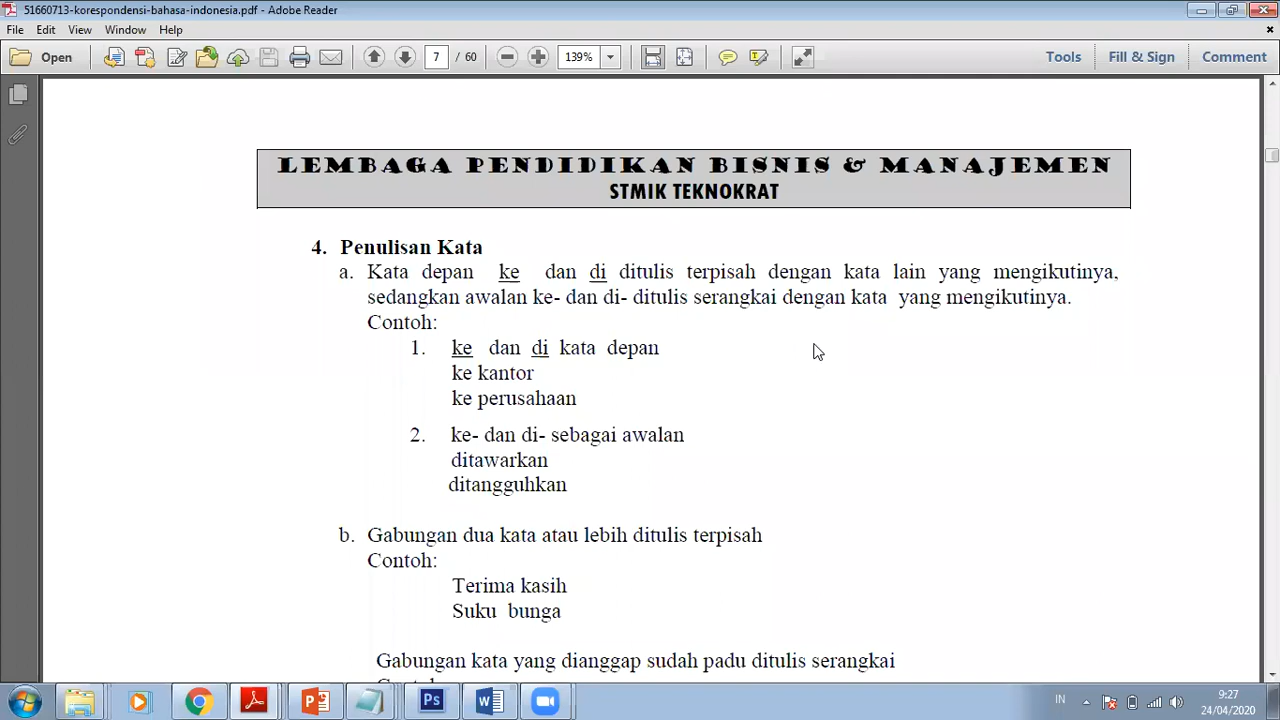 51660713-korespondensi-bahasa-indonesia.pdf - Adobe Reader
File Edit View Window Help
Open 7 / 60 139% Tools Fill & Sign Comment
LEMBAGA PENDIDIKAN BISNIS & MANAJEMEN
STMIK TEKNOKRAT
4. Penulisan Kata
a. Kata depan ke dan di ditulis terpisah dengan kata lain yang mengikutinya,
sedangkan awalan ke- dan di- ditulis serangkai dengan kata yang mengikutinya.
Contoh:
1. ke dan di kata depan
ke kantor
ke perusahaan
2. ke- dan di- sebagai awalan
ditawarkan
ditangguhkan
b. Gabungan dua kata atau lebih ditulis terpisah
Contoh:
Terima kasih
Suku bunga
Gabungan kata yang dianggap sudah padu ditulis serangkai
IN 9:27
24/04/2020